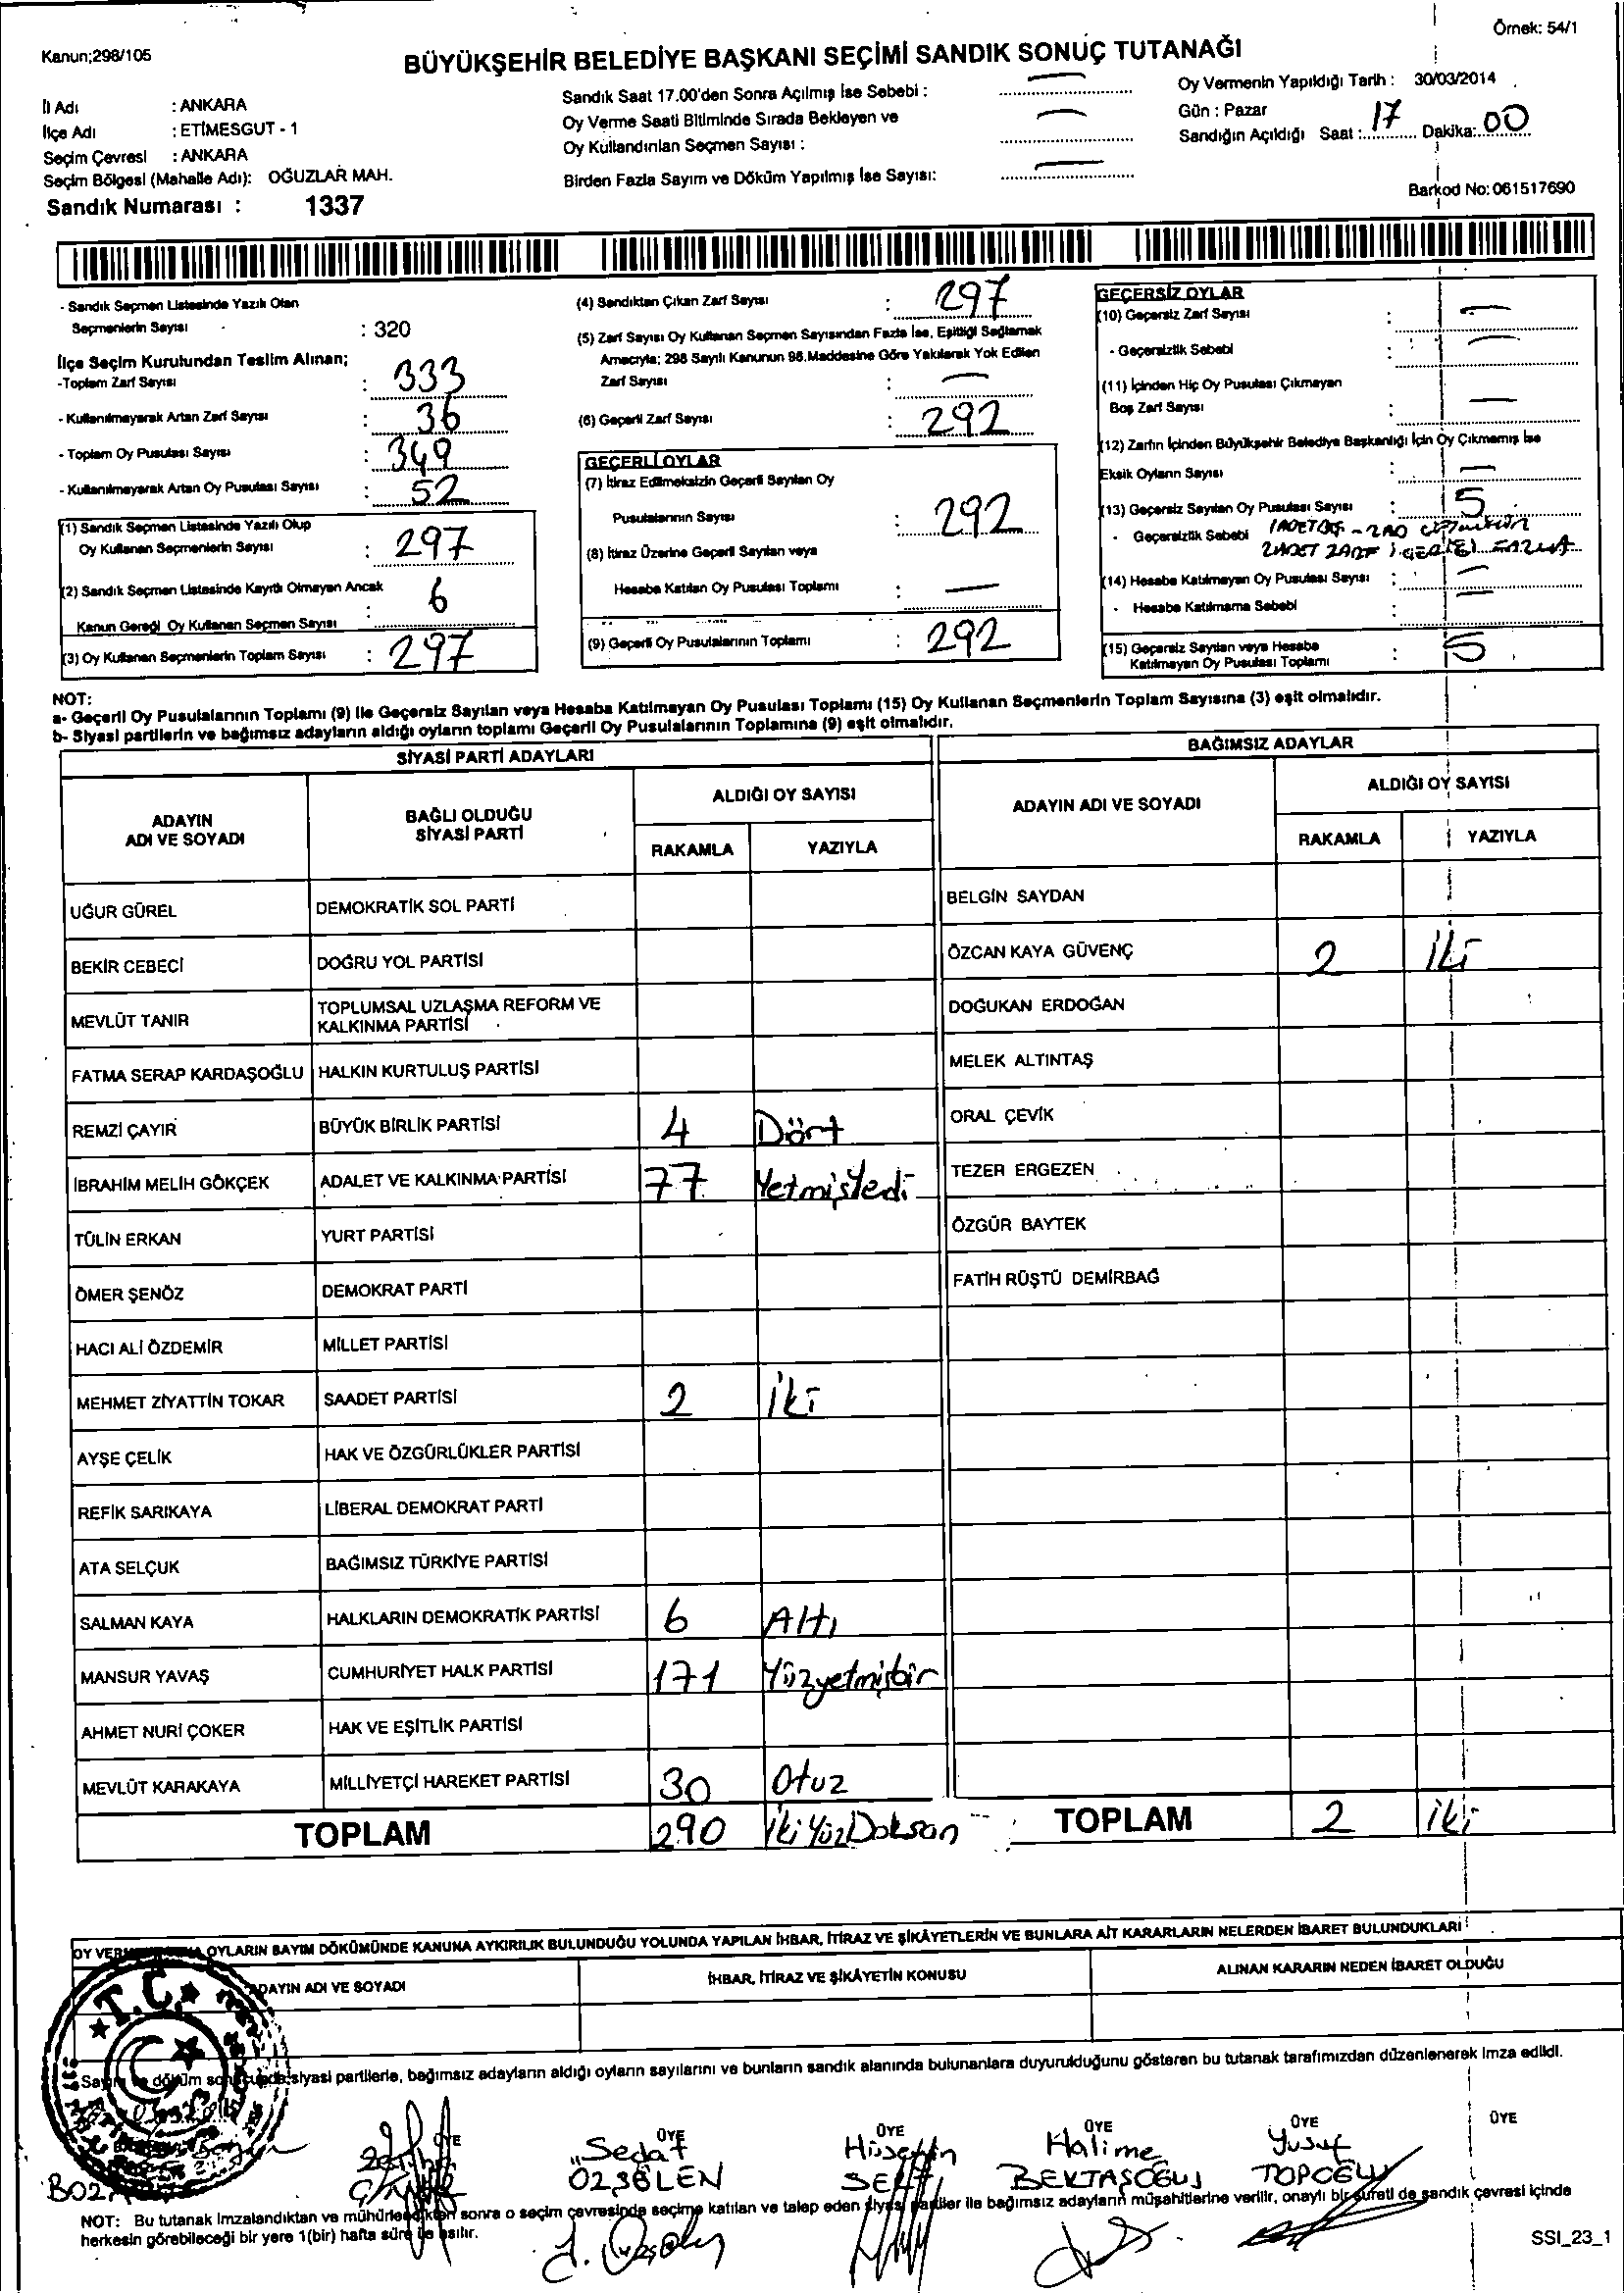 Örnek: 54/1
Kanun;298/105
BÜYÜKŞEHİR BELEDİYE BAŞKANI SEÇİMİ SANDIK SONUÇ TUTANAĞI
İl Adı : ANKARA
İlçe Adı : ETİMESGUT - 1
Seçim Çevresi : ANKARA
Seçim Bölgesi (Mahalle Adı): OĞUZLAR MAH.
Sandık Numarası : 1337
Sandık Saat 17.00'den Sonra Açılmış İse Sebebi : —
Oy Verme Saati Bitiminde Sırada Bekleyen ve
Oy Kullandırılan Seçmen Sayısı : —
Birden Fazla Sayım ve Döküm Yapılmış İse Sayısı: —
Oy Vermenin Yapıldığı Tarih : 30/03/2014
Gün : Pazar
Sandığın Açıldığı Saat : 17 Dakika: 00
Barkod No: 061517690
- Sandık Seçmen Listesinde Yazılı Olan
Seçmenlerin Sayısı : 320
İlçe Seçim Kurulundan Teslim Alınan;
-Toplam Zarf Sayısı : 333
- Kullanılmayarak Artan Zarf Sayısı : 36
- Toplam Oy Pusulası Sayısı : 349
- Kullanılmayarak Artan Oy Pusulası Sayısı : 52
(1) Sandık Seçmen Listesinde Yazılı Olup
Oy Kullanan Seçmenlerin Sayısı : 297
(2) Sandık Seçmen Listesinde Kayıtlı Olmayan Ancak
Kanun Gereği Oy Kullanan Seçmen Sayısı : 6
(3) Oy Kullanan Seçmenlerin Toplam Sayısı : 297
(4) Sandıktan Çıkan Zarf Sayısı : 297
(5) Zarf Sayısı Oy Kullanan Seçmen Sayısından Fazla İse, Eşitliği Sağlamak
Amacıyla; 298 Sayılı Kanunun 98.Maddesine Göre Yakılarak Yok Edilen
Zarf Sayısı : —
(6) Geçerli Zarf Sayısı : 292
GEÇERLİ OYLAR
(7) İtiraz Edilmeksizin Geçerli Sayılan Oy
Pusulalarının Sayısı : 292
(8) İtiraz Üzerine Geçerli Sayılan veya
Hesaba Katılan Oy Pusulası Toplamı : —
(9) Geçerli Oy Pusulalarının Toplamı : 292
GEÇERSİZ OYLAR
(10) Geçersiz Zarf Sayısı : —
- Geçersizlik Sebebi :
(11) İçinden Hiç Oy Pusulası Çıkmayan
Boş Zarf Sayısı : —
(12) Zarfın İçinden Büyükşehir Belediye Başkanlığı İçin Oy Çıkmamış İse
Eksik Oyların Sayısı : —
(13) Geçersiz Sayılan Oy Pusulası Sayısı : 5
- Geçersizlik Sebebi
(14) Hesaba Katılmayan Oy Pusulası Sayısı : —
- Hesaba Katılmama Sebebi : —
(15) Geçersiz Sayılan veya Hesaba
Katılmayan Oy Pusulası Toplamı : 5
NOT:
a- Geçerli Oy Pusulalarının Toplamı (9) ile Geçersiz Sayılan veya Hesaba Katılmayan Oy Pusulası Toplamı (15) Oy Kullanan Seçmenlerin Toplam Sayısına (3) eşit olmalıdır.
b- Siyasi partilerin ve bağımsız adayların aldığı oyların toplamı Geçerli Oy Pusulalarının Toplamına (9) eşit olmalıdır.
SİYASİ PARTİ ADAYLARI
ADAYIN ADI VE SOYADI BAĞLI OLDUĞU SİYASİ PARTİ ALDIĞI OY SAYISI
RAKAMLA YAZIYLA
UĞUR GÜREL DEMOKRATİK SOL PARTİ
BEKİR CEBECİ DOĞRU YOL PARTİSİ
MEVLÜT TANIR TOPLUMSAL UZLAŞMA REFORM VE KALKINMA PARTİSİ
FATMA SERAP KARDAŞOĞLU HALKIN KURTULUŞ PARTİSİ
REMZİ ÇAYIR BÜYÜK BİRLİK PARTİSİ 4 Dört
İBRAHİM MELİH GÖKÇEK ADALET VE KALKINMA PARTİSİ 77 Yetmişyedi
TÜLİN ERKAN YURT PARTİSİ
ÖMER ŞENÖZ DEMOKRAT PARTİ
HACI ALİ ÖZDEMİR MİLLET PARTİSİ
MEHMET ZİYATTİN TOKAR SAADET PARTİSİ 2 iki
AYŞE ÇELİK HAK VE ÖZGÜRLÜKLER PARTİSİ
REFİK SARIKAYA LİBERAL DEMOKRAT PARTİ
ATA SELÇUK BAĞIMSIZ TÜRKİYE PARTİSİ
SALMAN KAYA HALKLARIN DEMOKRATİK PARTİSİ 6 Altı
MANSUR YAVAŞ CUMHURİYET HALK PARTİSİ 171 Yüzyetmişbir
AHMET NURİ ÇOKER HAK VE EŞİTLİK PARTİSİ
MEVLÜT KARAKAYA MİLLİYETÇİ HAREKET PARTİSİ 30 Otuz
TOPLAM 290 İkiYüzDoksan
BAĞIMSIZ ADAYLAR
ADAYIN ADI VE SOYADI ALDIĞI OY SAYISI
RAKAMLA YAZIYLA
BELGİN SAYDAN
ÖZCAN KAYA GÜVENÇ 2 iki
DOĞUKAN ERDOĞAN
MELEK ALTINTAŞ
ORAL ÇEVİK
TEZER ERGEZEN
ÖZGÜR BAYTEK
FATİH RÜŞTÜ DEMİRBAĞ
TOPLAM 2 iki
OYLARIN SAYIM DÖKÜMÜNDE KANUNA AYKIRILIK BULUNDUĞU YOLUNDA YAPILAN İHBAR, İTİRAZ VE ŞİKÂYETLERİN VE BUNLARA AİT KARARLARIN NELERDEN İBARET BULUNDUKLARI
ADAYIN ADI VE SOYADI İHBAR, İTİRAZ VE ŞİKÂYETİN KONUSU ALINAN KARARIN NEDEN İBARET OLDUĞU
T.C.
siyasi partilerle, bağımsız adayların aldığı oyların sayılarını ve bunların sandık alanında bulunanlara duyurulduğunu gösteren bu tutanak tarafımızdan düzenlenerek imza edildi.
ÜYE ÜYE ÜYE ÜYE ÜYE ÜYE
Sedat ÖZŞÖLEN
Hüseyin
Halime BEKTAŞOĞLU
Yusuf TOPOĞLU
NOT: Bu tutanak imzalandıktan ve mühürlendikten sonra o seçim çevresinde seçime katılan ve talep eden siyasi partiler ile bağımsız adayların müşahitlerine verilir, onaylı bir sureti de sandık çevresi içinde
herkesin görebileceği bir yere 1(bir) hafta süre ile asılır.
SSI_23_1